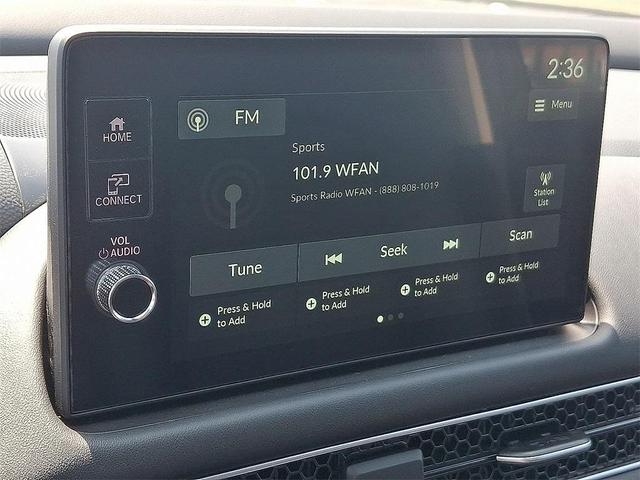 2:36
HOME
FM
Menu
Sports
101.9 WFAN
Sports Radio WFAN - (888) 808-1019
CONNECT
Station
List
VOL
AUDIO
Tune
Seek
Scan
Press & Hold
to Add
Press & Hold
to Add
Press & Hold
to Add
Press & Hold
to Add